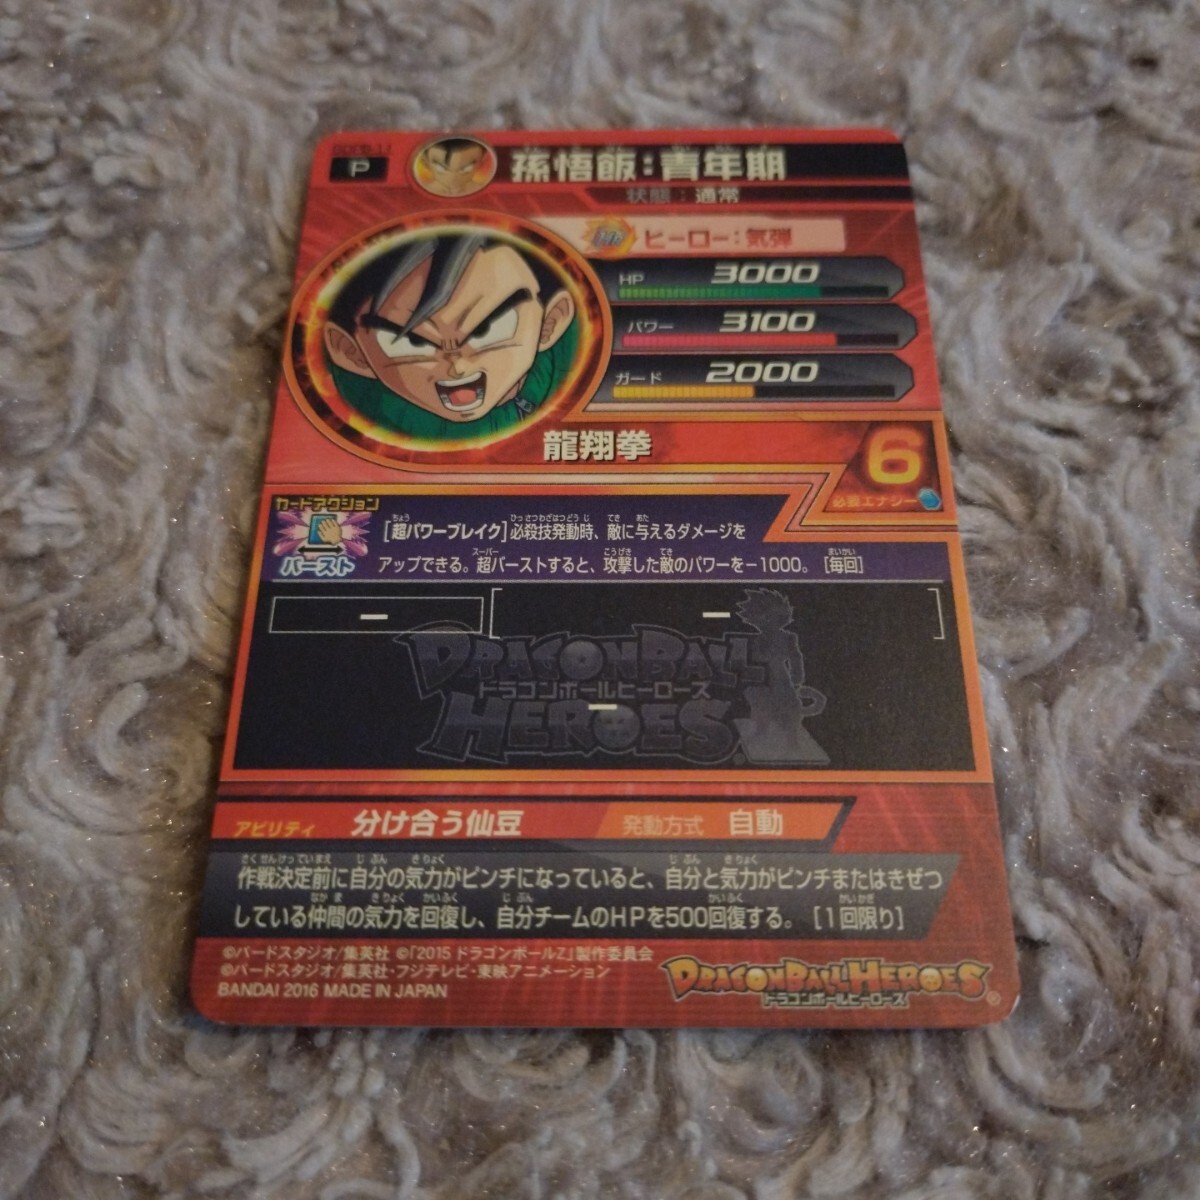 P
孫悟飯:青年期
状態:通常
ヒーロー:気弾
HP 3000
パワー 3100
ガード 2000
龍翔拳
6
必要エナジー
カードアクション
バースト
[超パワーブレイク]必殺技発動時、敵に与えるダメージを
アップできる。超バーストすると、攻撃した敵のパワーを-1000。[毎回]
DRAGONBALL
ドラゴンボールヒーローズ
HEROES
アビリティ 分け合う仙豆 発動方式 自動
作戦決定前に自分の気力がピンチになっていると、自分と気力がピンチまたはきぜつ
している仲間の気力を回復し、自分チームのHPを500回復する。[1回限り]
©バードスタジオ/集英社 ©「2015 ドラゴンボールZ」製作委員会
©バードスタジオ/集英社・フジテレビ・東映アニメーション
BANDAI 2016 MADE IN JAPAN
DRAGONBALLHEROES
ドラゴンボールヒーローズ